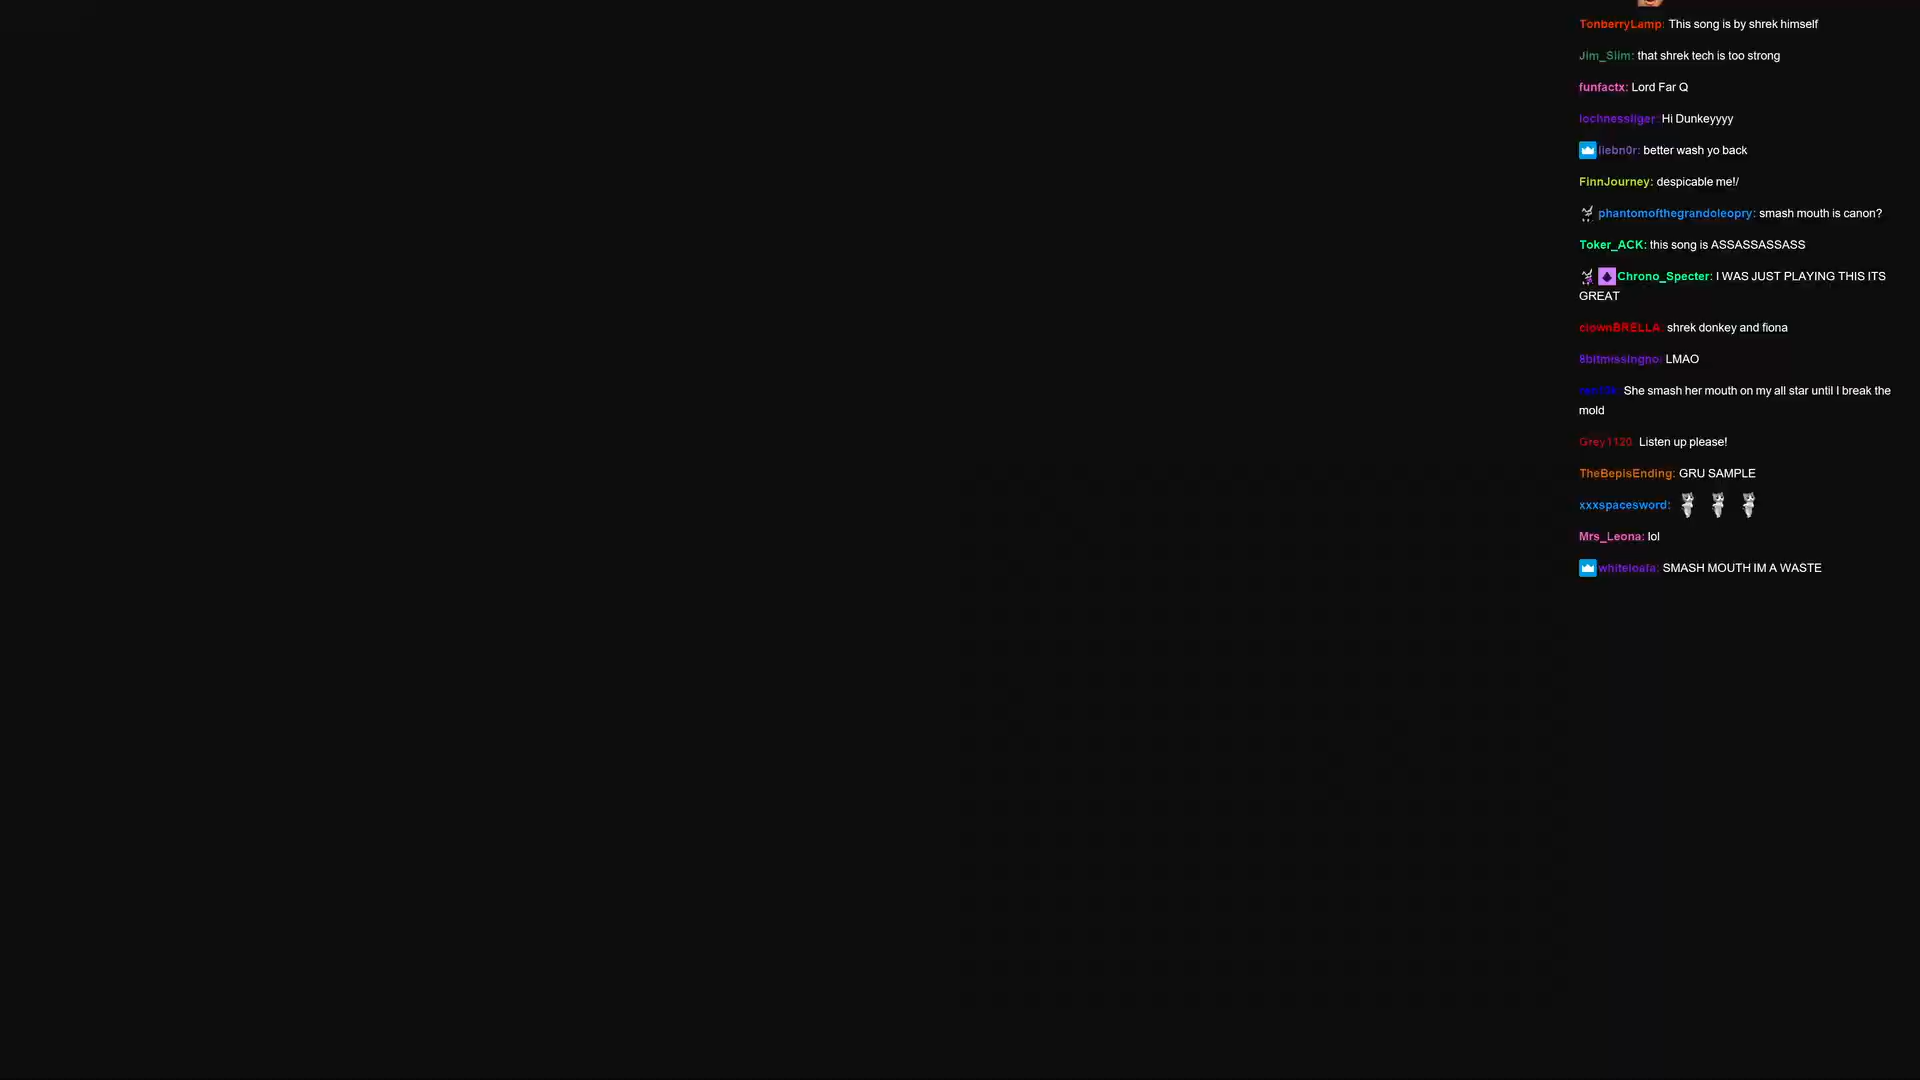 TonberryLamp: This song is by shrek himself
Jim_Slim: that shrek tech is too strong
funfactx: Lord Far Q
lochnessliger: Hi Dunkeyyyy
liebn0r: better wash yo back
FinnJourney: despicable me!/
phantomofthegrandoleopry: smash mouth is canon?
Toker_ACK: this song is ASSASSASSASS
Chrono_Specter: I WAS JUST PLAYING THIS ITS
GREAT
clownBRELLA: shrek donkey and fiona
8bitmissingno: LMAO
She smash her mouth on my all star until I break the
mold
Grey1120: Listen up please!
TheBepisEnding: GRU SAMPLE
xxxspacesword:
Mrs_Leona: lol
whiteloafa: SMASH MOUTH IM A WASTE